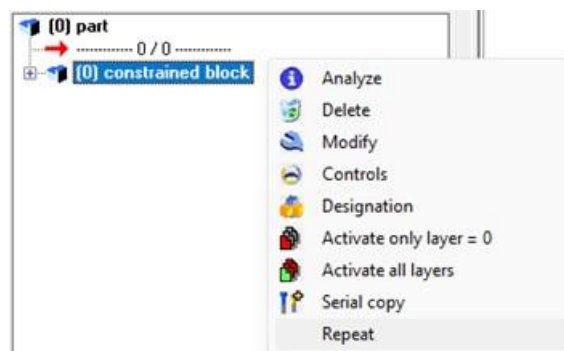 (0) part
------------ 0 / 0 ------------
(0) constrained block
Analyze
Delete
Modify
Controls
Designation
Activate only layer = 0
Activate all layers
Serial copy
Repeat